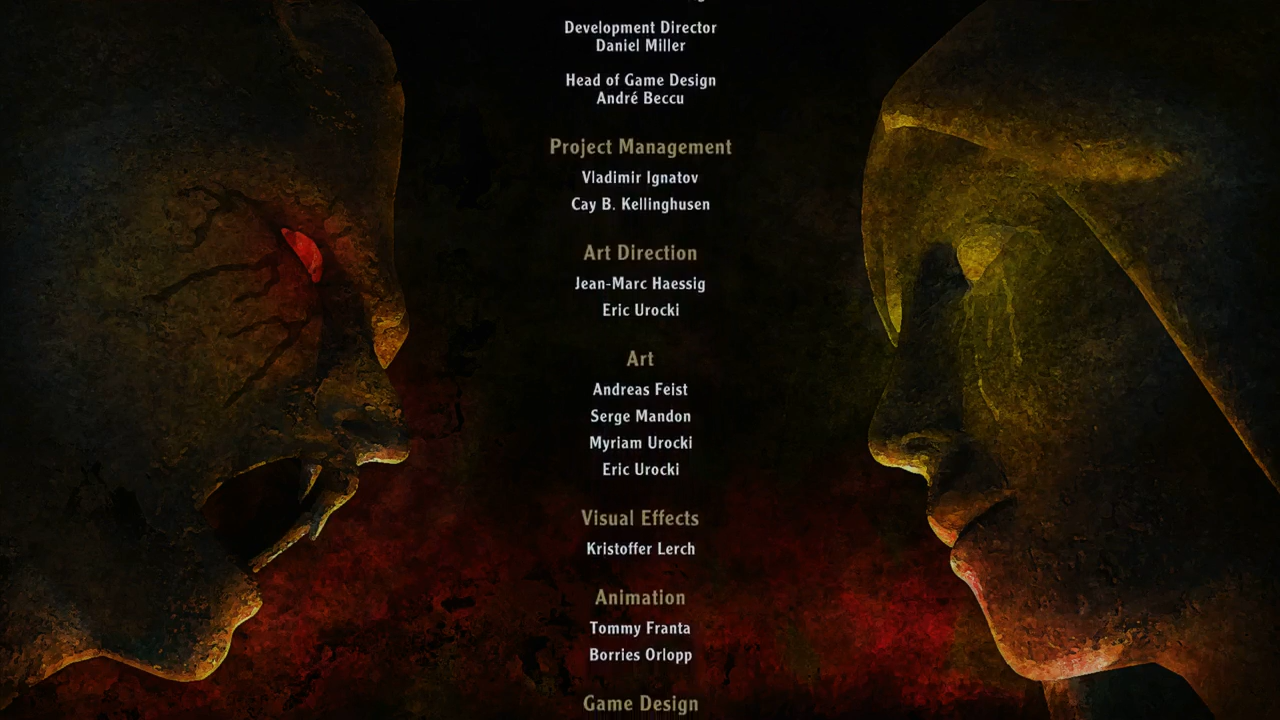 Development Director
Daniel Miller
Head of Game Design
André Beccu
Project Management
Vladimir Ignatov
Cay B. Kellinghusen
Art Direction
Jean-Marc Haessig
Eric Urocki
Art
Andreas Feist
Serge Mandon
Myriam Urocki
Eric Urocki
Visual Effects
Kristoffer Lerch
Animation
Tommy Franta
Borries Orlopp
Game Design